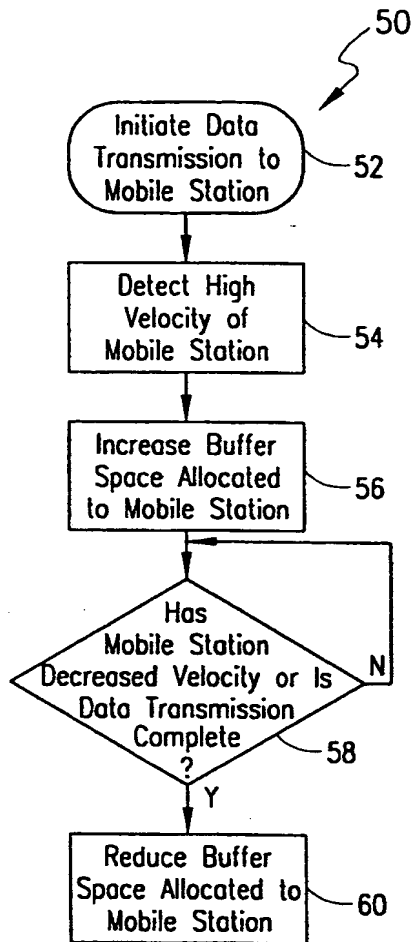 50
Initiate Data
Transmission to
Mobile Station
52
Detect High
Velocity of
Mobile Station
54
Increase Buffer
Space Allocated
to Mobile Station
56
Has
Mobile Station
Decreased Velocity or Is
Data Transmission
Complete
?
N
58
Y
Reduce Buffer
Space Allocated to
Mobile Station
60